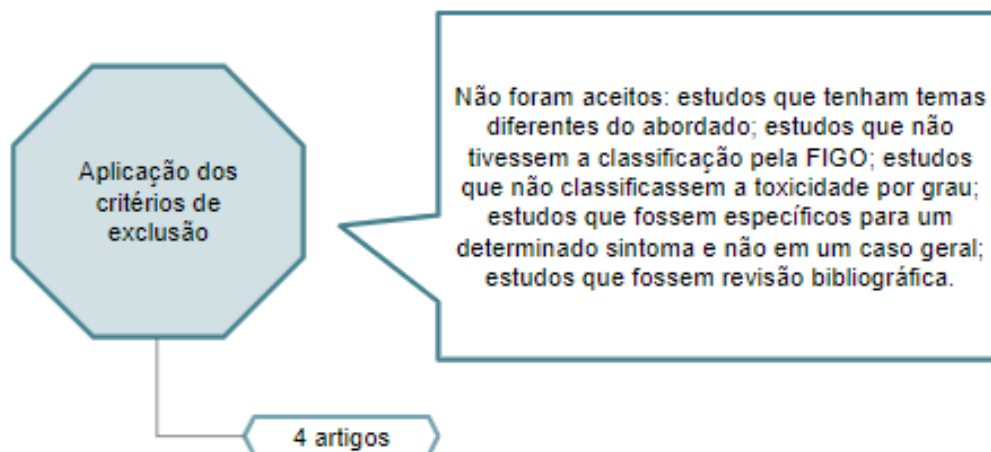 Aplicação dos
critérios de
exclusão
Não foram aceitos: estudos que tenham temas
diferentes do abordado; estudos que não
tivessem a classificação pela FIGO; estudos
que não classificassem a toxicidade por grau;
estudos que fossem específicos para um
determinado sintoma e não em um caso geral;
estudos que fossem revisão bibliográfica.
4 artigos